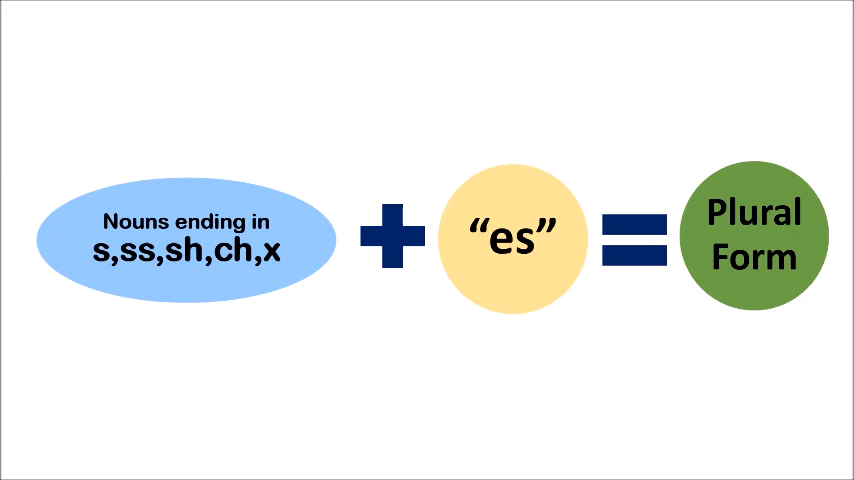 Nouns ending in
s,ss,sh,ch,x
“es”
Plural
Form